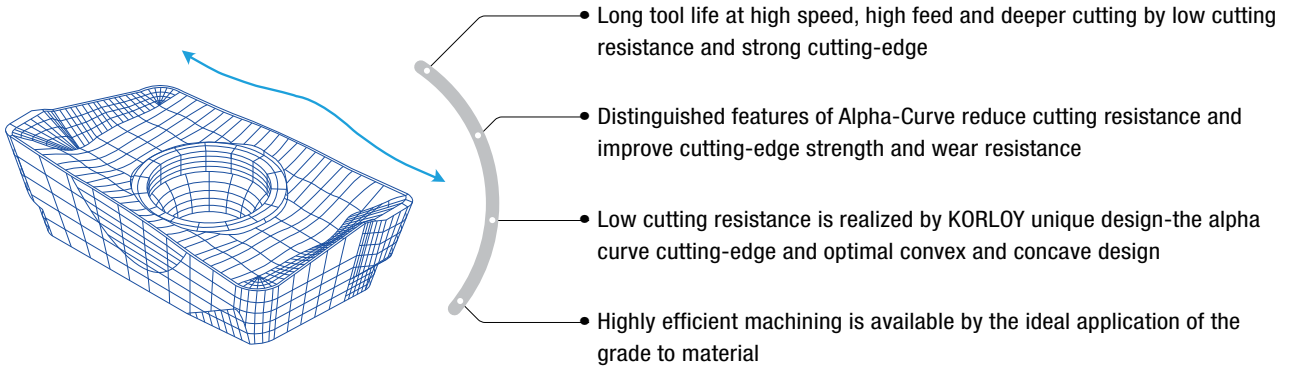 Long tool life at high speed, high feed and deeper cutting by low cutting
resistance and strong cutting-edge
Distinguished features of Alpha-Curve reduce cutting resistance and
improve cutting-edge strength and wear resistance
Low cutting resistance is realized by KORLOY unique design-the alpha
curve cutting-edge and optimal convex and concave design
Highly efficient machining is available by the ideal application of the
grade to material